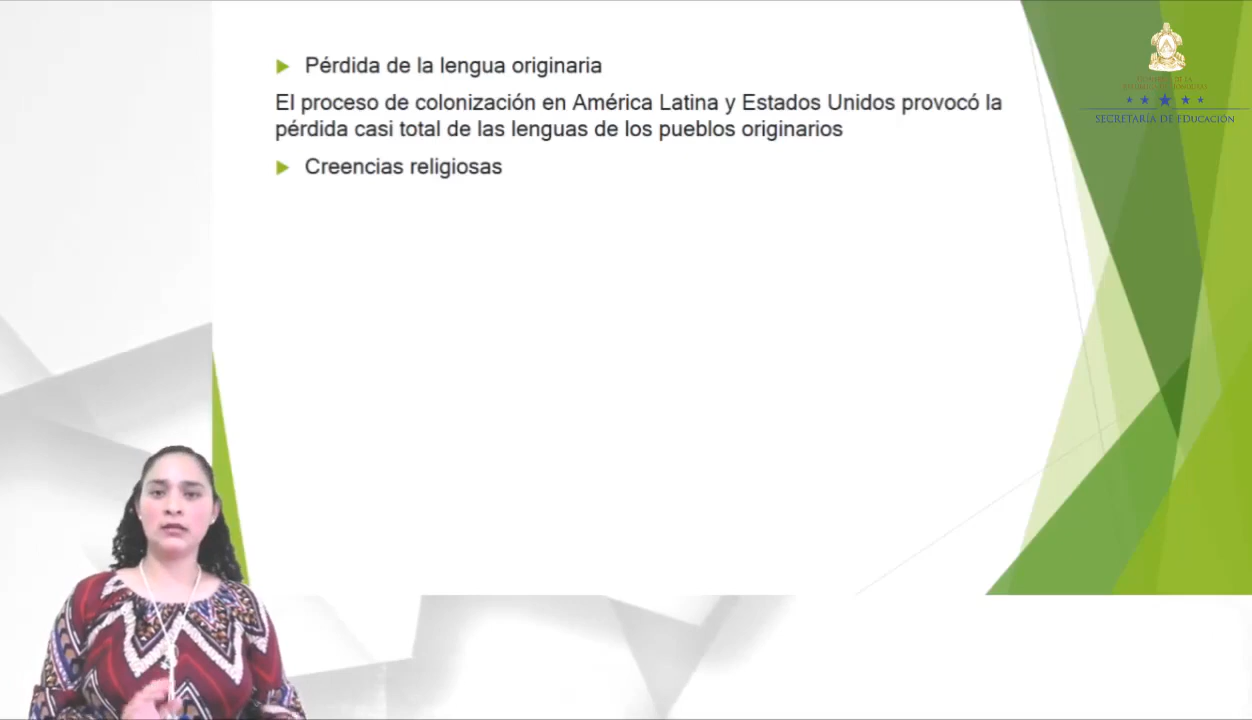 Pérdida de la lengua originaria
El proceso de colonización en América Latina y Estados Unidos provocó la
pérdida casi total de las lenguas de los pueblos originarios
Creencias religiosas
SECRETARÍA DE EDUCACIÓN